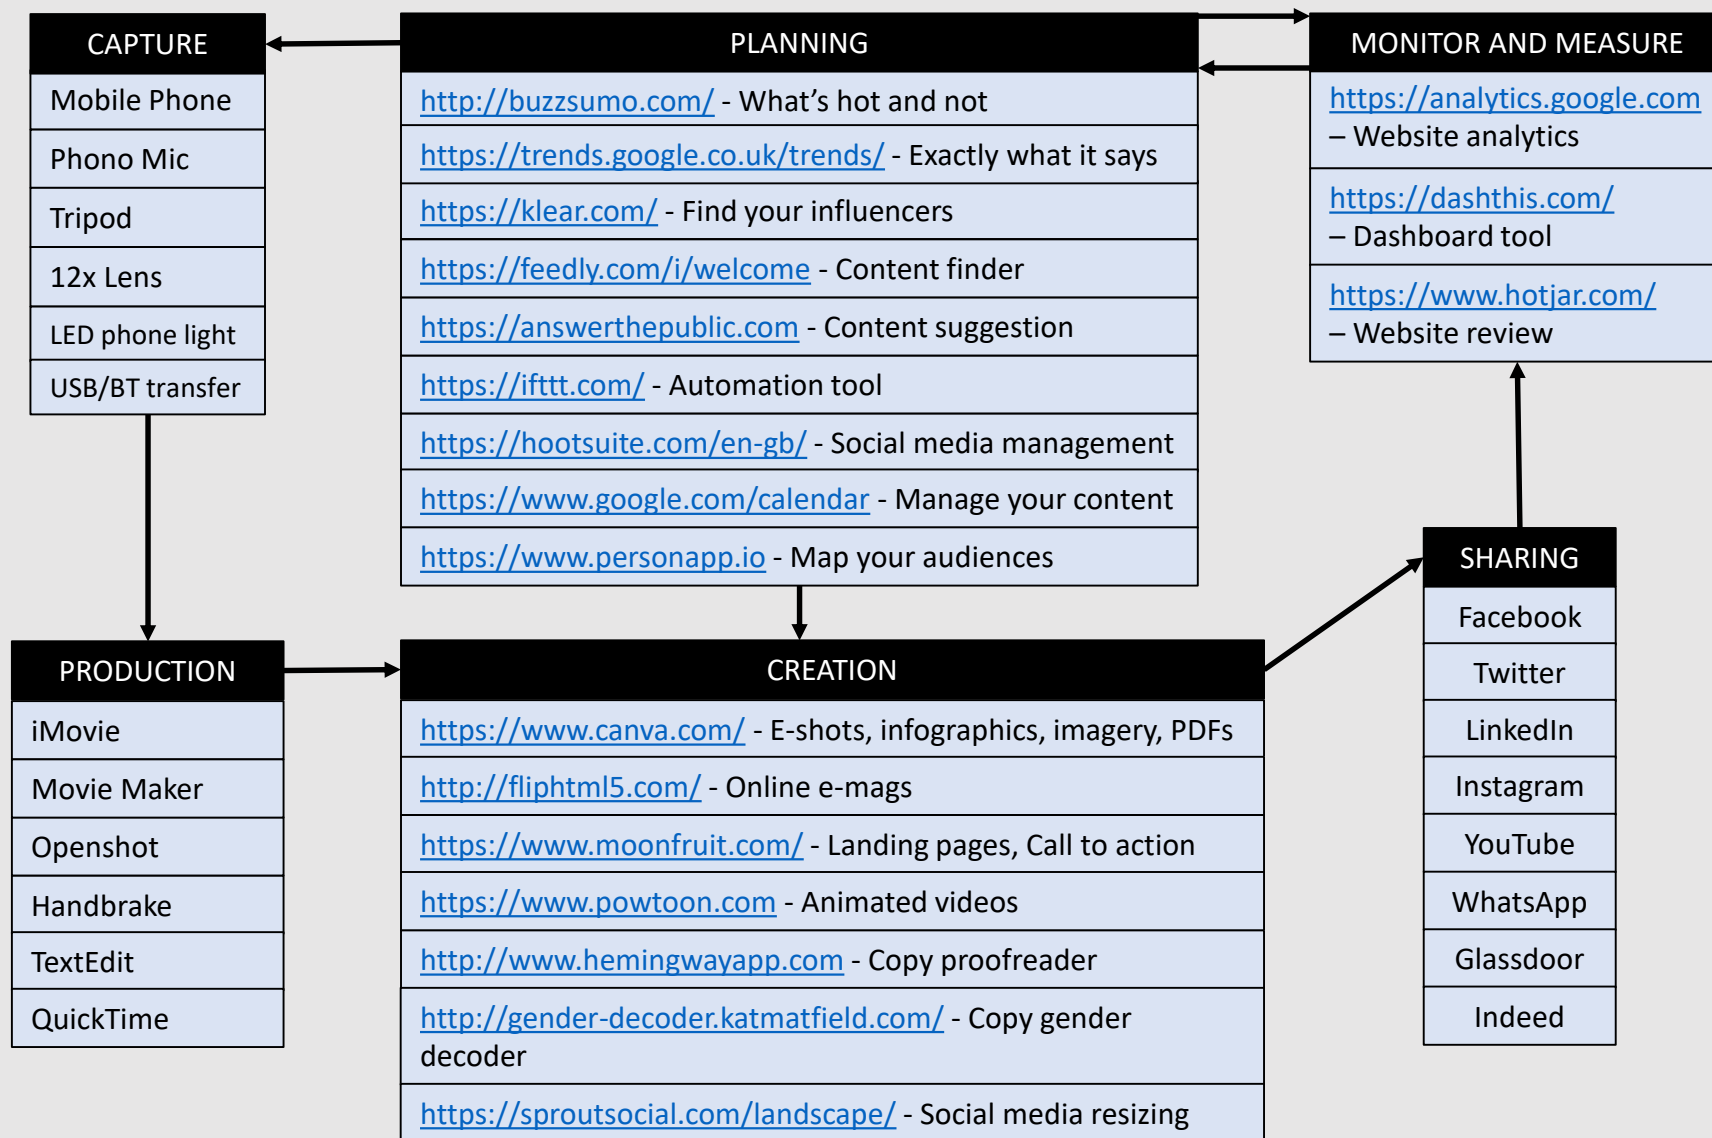 CAPTURE
Mobile Phone
Phono Mic
Tripod
12x Lens
LED phone light
USB/BT transfer
PLANNING
http://buzzsumo.com/ - What’s hot and not
https://trends.google.co.uk/trends/ - Exactly what it says
https://klear.com/ - Find your influencers
https://feedly.com/i/welcome - Content finder
https://answerthepublic.com - Content suggestion
https://ifttt.com/ - Automation tool
https://hootsuite.com/en-gb/ - Social media management
https://www.google.com/calendar - Manage your content
https://www.personapp.io - Map your audiences
MONITOR AND MEASURE
https://analytics.google.com
– Website analytics
https://dashthis.com/
– Dashboard tool
https://www.hotjar.com/
– Website review
PRODUCTION
iMovie
Movie Maker
Openshot
Handbrake
TextEdit
QuickTime
CREATION
https://www.canva.com/ - E-shots, infographics, imagery, PDFs
http://fliphtml5.com/ - Online e-mags
https://www.moonfruit.com/ - Landing pages, Call to action
https://www.powtoon.com - Animated videos
http://www.hemingwayapp.com - Copy proofreader
http://gender-decoder.katmatfield.com/ - Copy gender
decoder
https://sproutsocial.com/landscape/ - Social media resizing
SHARING
Facebook
Twitter
LinkedIn
Instagram
YouTube
WhatsApp
Glassdoor
Indeed